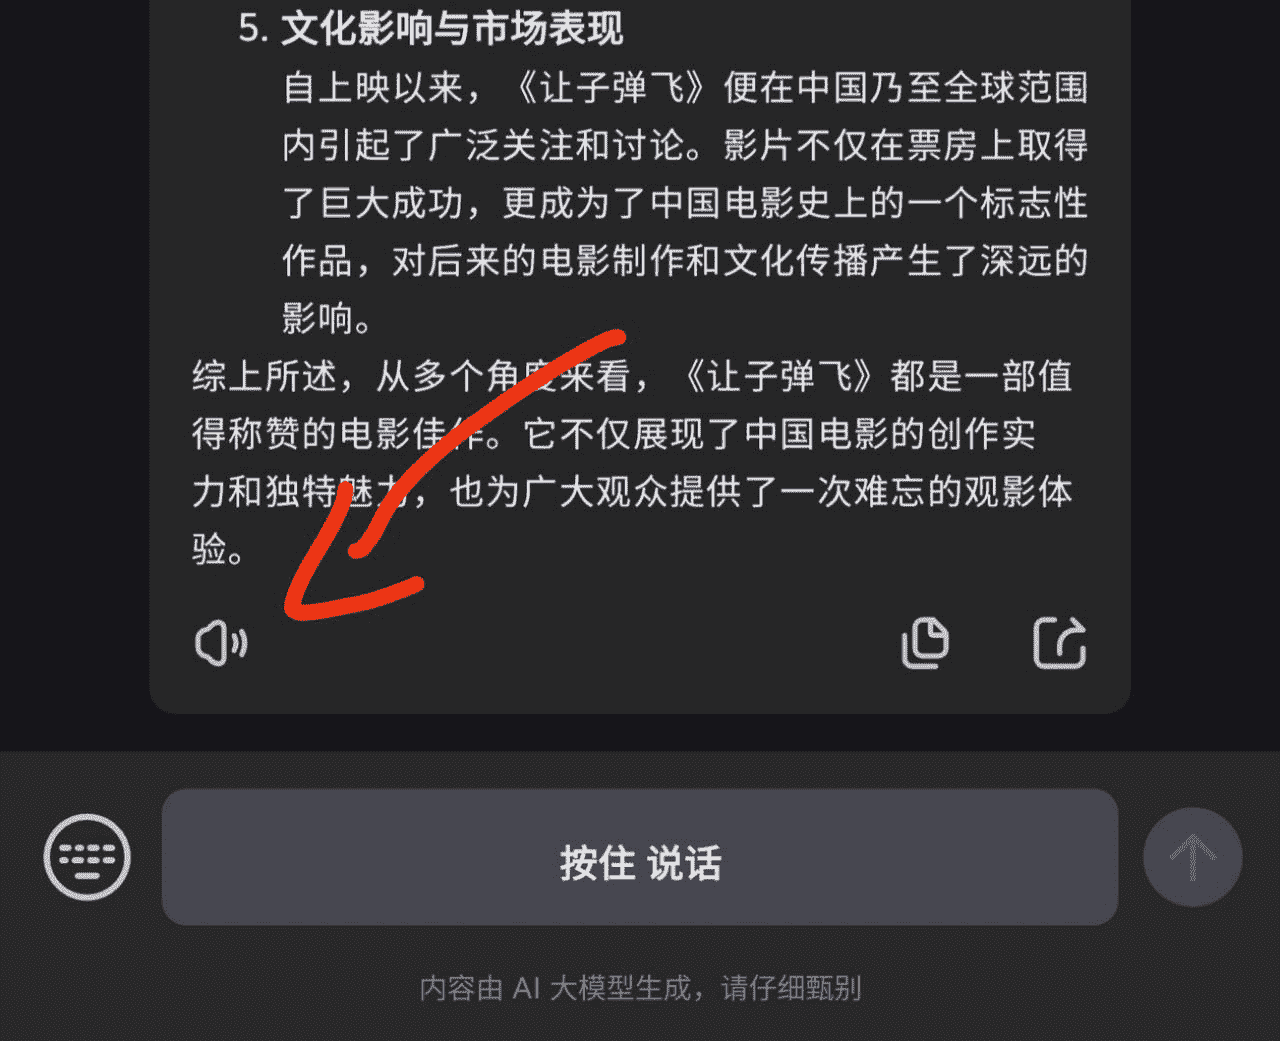 5. 文化影响与市场表现
自上映以来，《让子弹飞》便在中国乃至全球范围
内引起了广泛关注和讨论。影片不仅在票房上取得
了巨大成功，更成为了中国电影史上的一个标志性
作品，对后来的电影制作和文化传播产生了深远的
影响。
综上所述，从多个角度来看，《让子弹飞》都是一部值
得称赞的电影佳作。它不仅展现了中国电影的创作实
力和独特魅力，也为广大观众提供了一次难忘的观影体
验。
按住 说话
内容由 AI 大模型生成，请仔细甄别